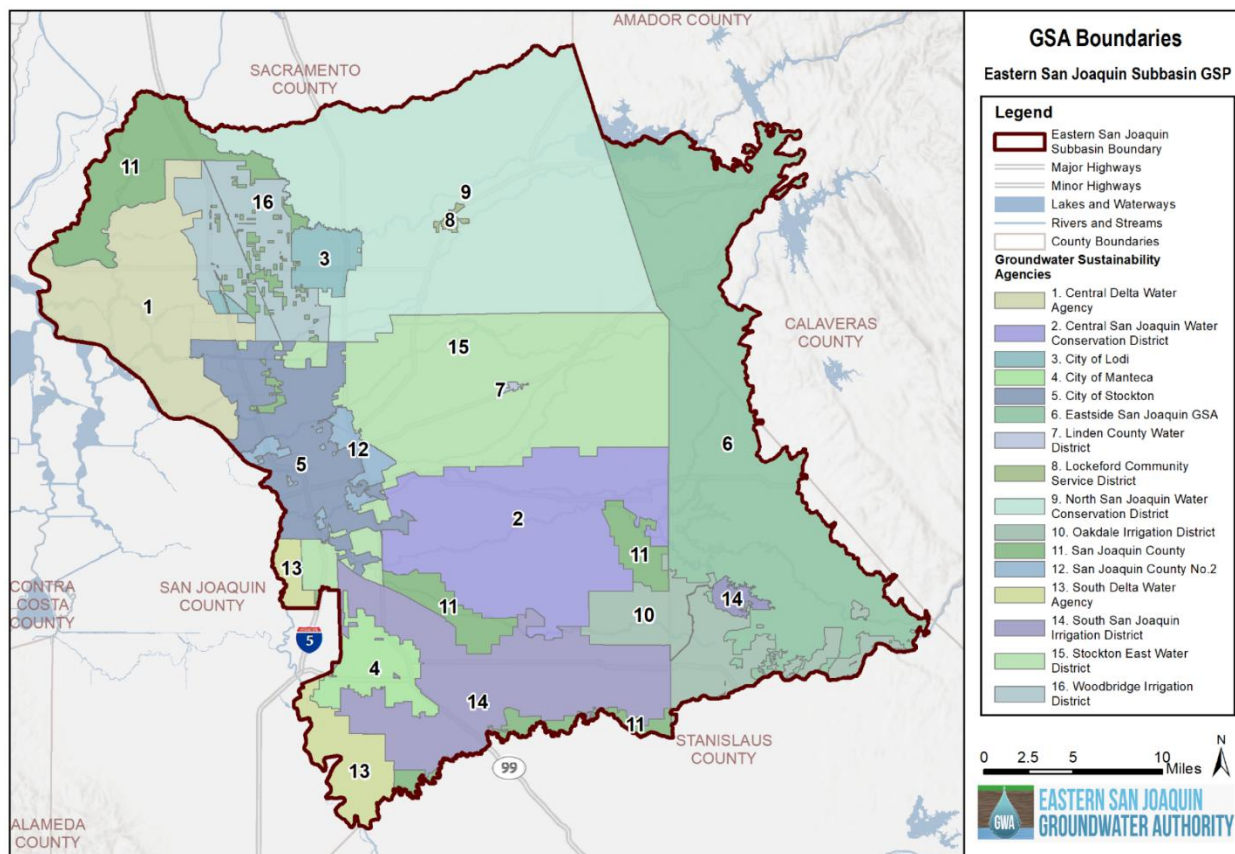 AMADOR COUNTY
SACRAMENTO
COUNTY
11
16
9
8
3
1
CALAVERAS
COUNTY
15
7
12
5
6
2
11
13
CONTRA
COSTA
COUNTY
SAN JOAQUIN
COUNTY
11
10
14
5
4
14
11
STANISLAUS
COUNTY
13
99
ALAMEDA
COUNTY
GSA Boundaries
Eastern San Joaquin Subbasin GSP
Legend
Eastern San Joaquin
Subbasin Boundary
Major Highways
Minor Highways
Lakes and Waterways
Rivers and Streams
County Boundaries
Groundwater Sustainability
Agencies
1. Central Delta Water
Agency
2. Central San Joaquin Water
Conservation District
3. City of Lodi
4. City of Manteca
5. City of Stockton
6. Eastside San Joaquin GSA
7. Linden County Water
District
8. Lockeford Community
Service District
9. North San Joaquin Water
Conservation District
10. Oakdale Irrigation District
11. San Joaquin County
12. San Joaquin County No.2
13. South Delta Water
Agency
14. South San Joaquin
Irrigation District
15. Stockton East Water
District
16. Woodbridge Irrigation
District
N
0 2.5 5 10
Miles
GWA
EASTERN SAN JOAQUIN
GROUNDWATER AUTHORITY